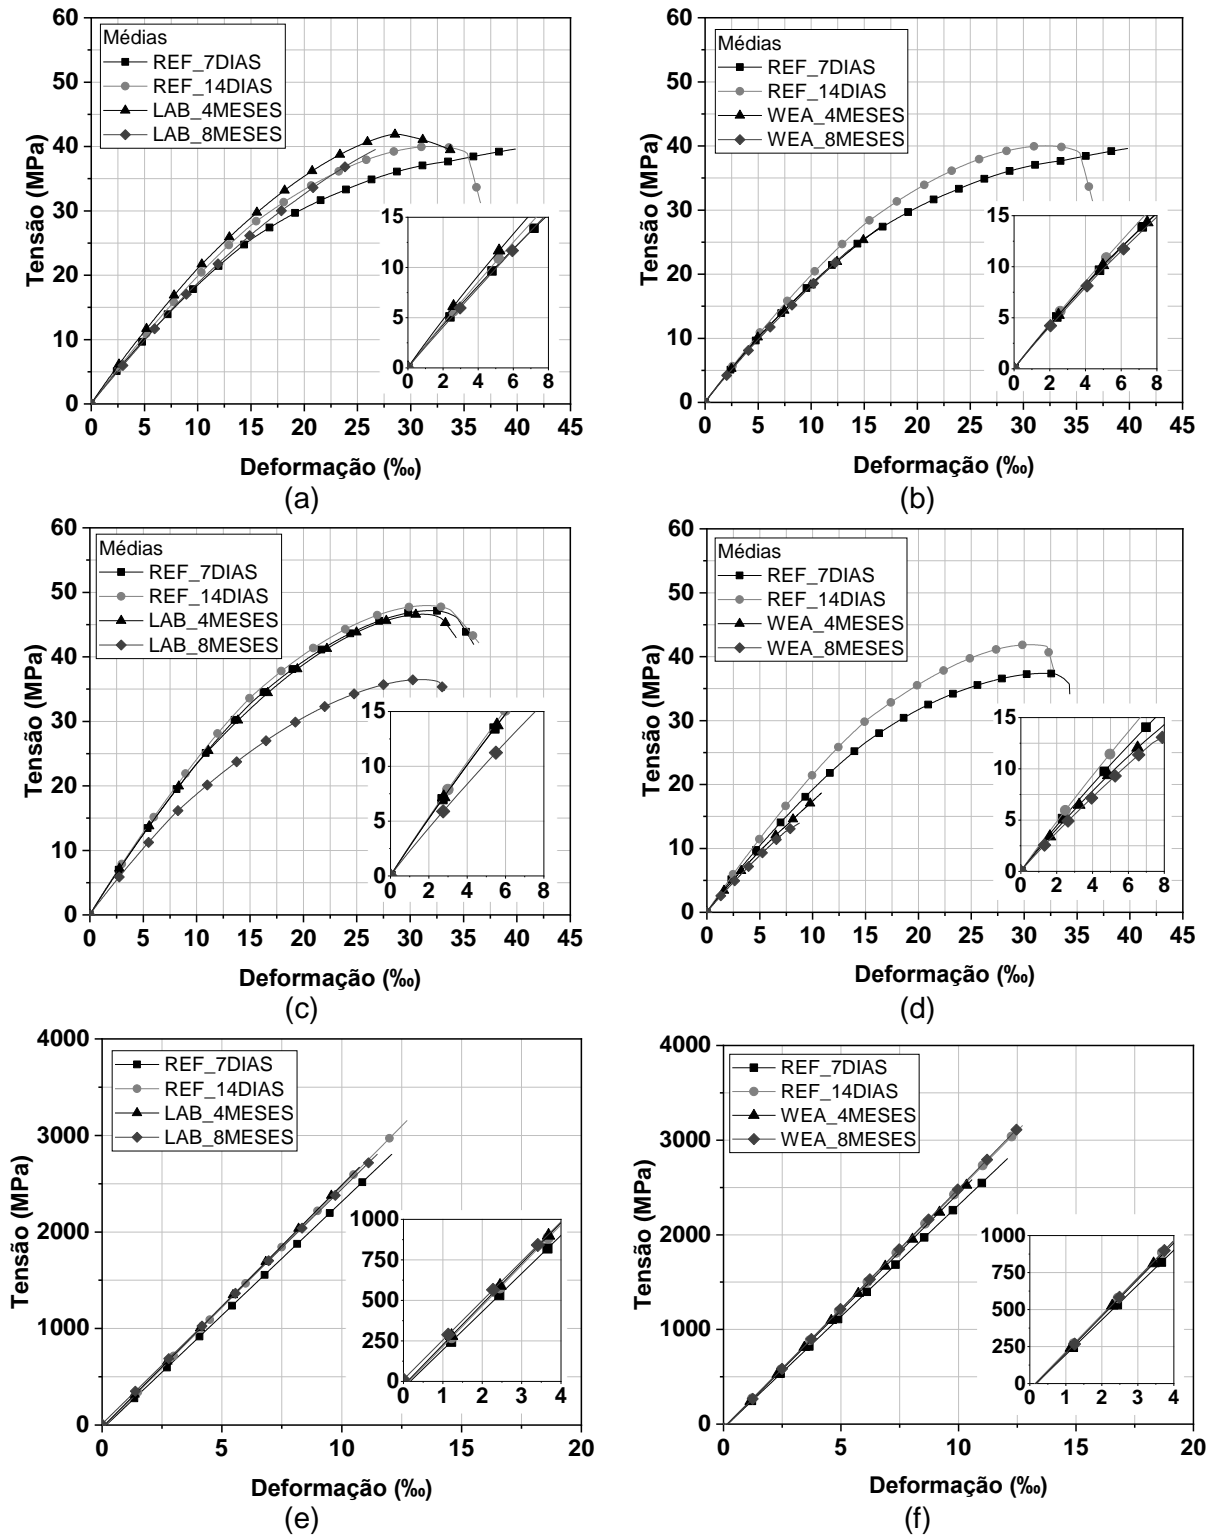 Médias
REF_7DIAS
REF_14DIAS
LAB_4MESES
LAB_8MESES
Tensão (MPa)
60
50
40
30
20
10
0
0 5 10 15 20 25 30 35 40 45
15
10
5
0
0 2 4 6 8
Deformação (‰)
(a)
Médias
REF_7DIAS
REF_14DIAS
WEA_4MESES
WEA_8MESES
Tensão (MPa)
60
50
40
30
20
10
0
0 5 10 15 20 25 30 35 40 45
15
10
5
0
0 2 4 6 8
Deformação (‰)
(b)
Médias
REF_7DIAS
REF_14DIAS
LAB_4MESES
LAB_8MESES
Tensão (MPa)
60
50
40
30
20
10
0
0 5 10 15 20 25 30 35 40 45
15
10
5
0
0 2 4 6 8
Deformação (‰)
(c)
Médias
REF_7DIAS
REF_14DIAS
WEA_4MESES
WEA_8MESES
Tensão (MPa)
60
50
40
30
20
10
0
0 5 10 15 20 25 30 35 40 45
15
10
5
0
0 2 4 6 8
Deformação (‰)
(d)
REF_7DIAS
REF_14DIAS
LAB_4MESES
LAB_8MESES
Tensão (MPa)
4000
3000
2000
1000
0
0 5 10 15 20
1000
750
500
250
0
0 1 2 3 4
Deformação (‰)
(e)
REF_7DIAS
REF_14DIAS
WEA_4MESES
WEA_8MESES
Tensão (MPa)
4000
3000
2000
1000
0
0 5 10 15 20
1000
750
500
250
0
0 1 2 3 4
Deformação (‰)
(f)